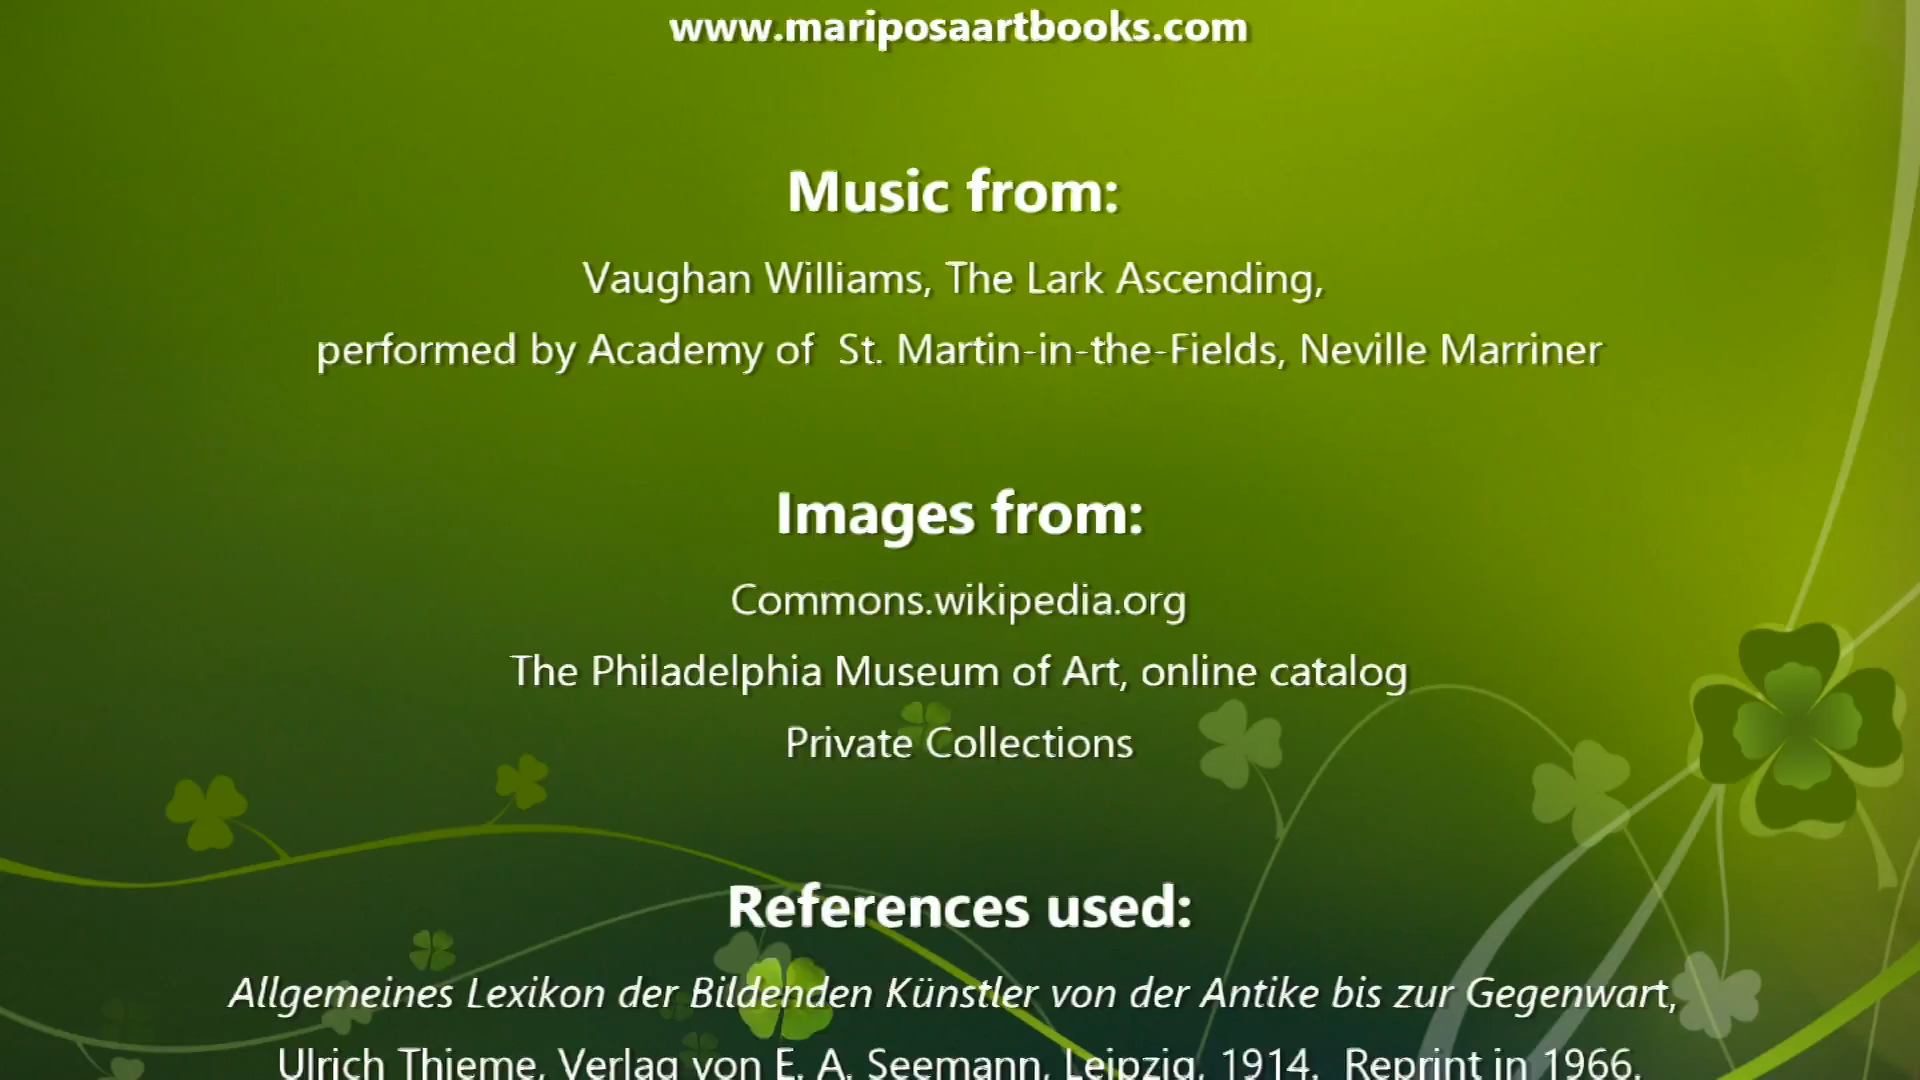 www.mariposaartbooks.com
Music from:
Vaughan Williams, The Lark Ascending,
performed by Academy of St. Martin-in-the-Fields, Neville Marriner
Images from:
Commons.wikipedia.org
The Philadelphia Museum of Art, online catalog
Private Collections
References used:
Allgemeines Lexikon der Bildenden Künstler von der Antike bis zur Gegenwart,
Ulrich Thieme, Verlag von E. A. Seemann, Leipzig, 1914. Reprint in 1966.